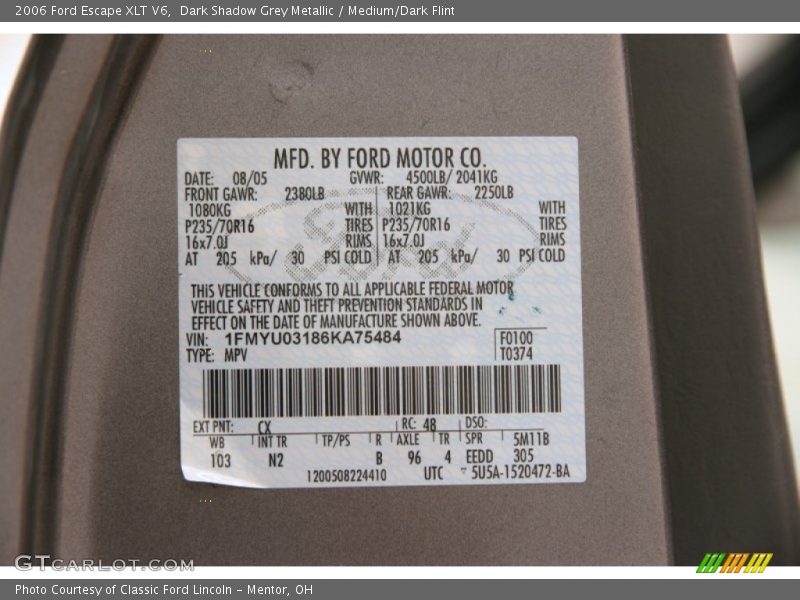 2006 Ford Escape XLT V6, Dark Shadow Grey Metallic / Medium/Dark Flint
MFD. BY FORD MOTOR CO.
DATE: 08/05 GVWR: 4500LB/ 2041KG
FRONT GAWR: 2380LB REAR GAWR: 2250LB
1080KG WITH 1021KG WITH
P235/70R16 TIRES P235/70R16 TIRES
16x7.0J RIMS 16x7.0J RIMS
AT 205 kPa/ 30 PSI COLD AT 205 kPa/ 30 PSI COLD
Ford
THIS VEHICLE CONFORMS TO ALL APPLICABLE FEDERAL MOTOR
VEHICLE SAFETY AND THEFT PREVENTION STANDARDS IN
EFFECT ON THE DATE OF MANUFACTURE SHOWN ABOVE.
VIN: 1FMYU03186KA75484 F0100
TYPE: MPV T0374
EXT PNT: CX RC: 48 DSO:
WB INT TR TP/PS R AXLE TR SPR 5M11B
103 N2 B 96 4 EEDD 305
1200508224410 UTC 5U5A-1520472-BA
GTCARLOT.COM
Photo Courtesy of Classic Ford Lincoln - Mentor, OH